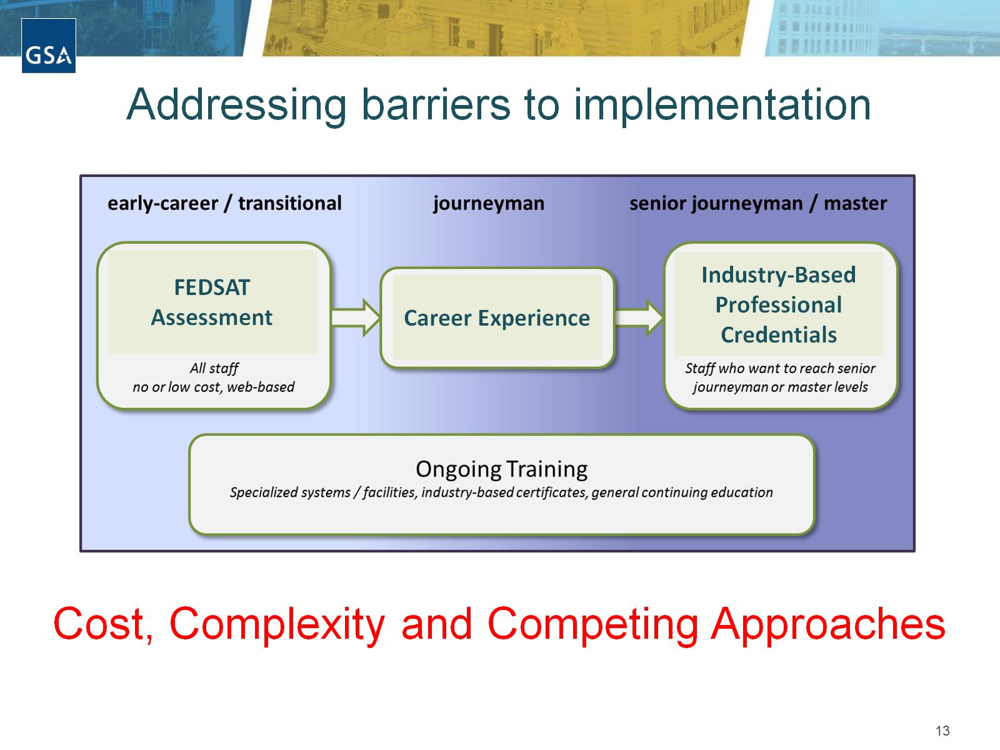 GSA
Addressing barriers to implementation
early-career / transitional
journeyman
senior journeyman / master
FEDSAT
Assessment
All staff
no or low cost, web-based
Career Experience
Industry-Based
Professional
Credentials
Staff who want to reach senior
journeyman or master levels
Ongoing Training
Specialized systems / facilities, industry-based certificates, general continuing education
Cost, Complexity and Competing Approaches
13